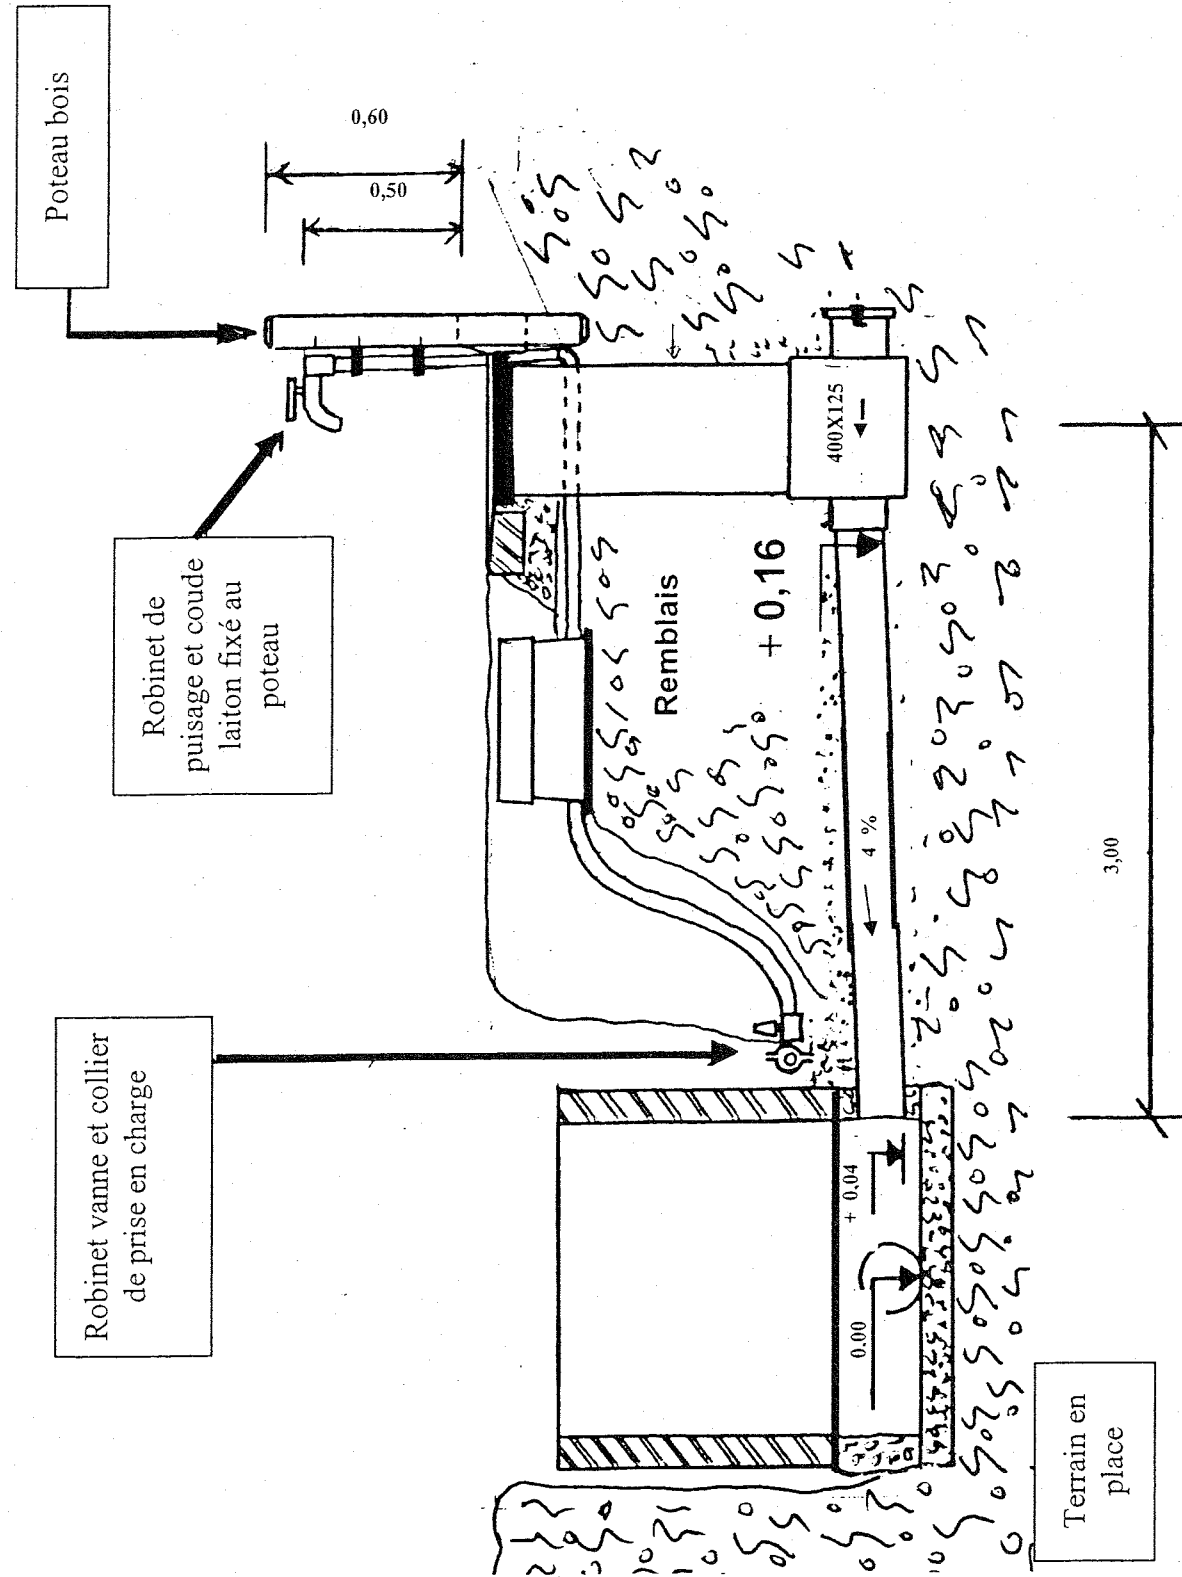 Poteau bois
0,60
0,50
Robinet de
puisage et coude
laiton fixé au
poteau
400X125
Remblais
+ 0,16
4 %
3,00
Robinet vanne et collier
de prise en charge
+ 0,04
0.00
Terrain en
place